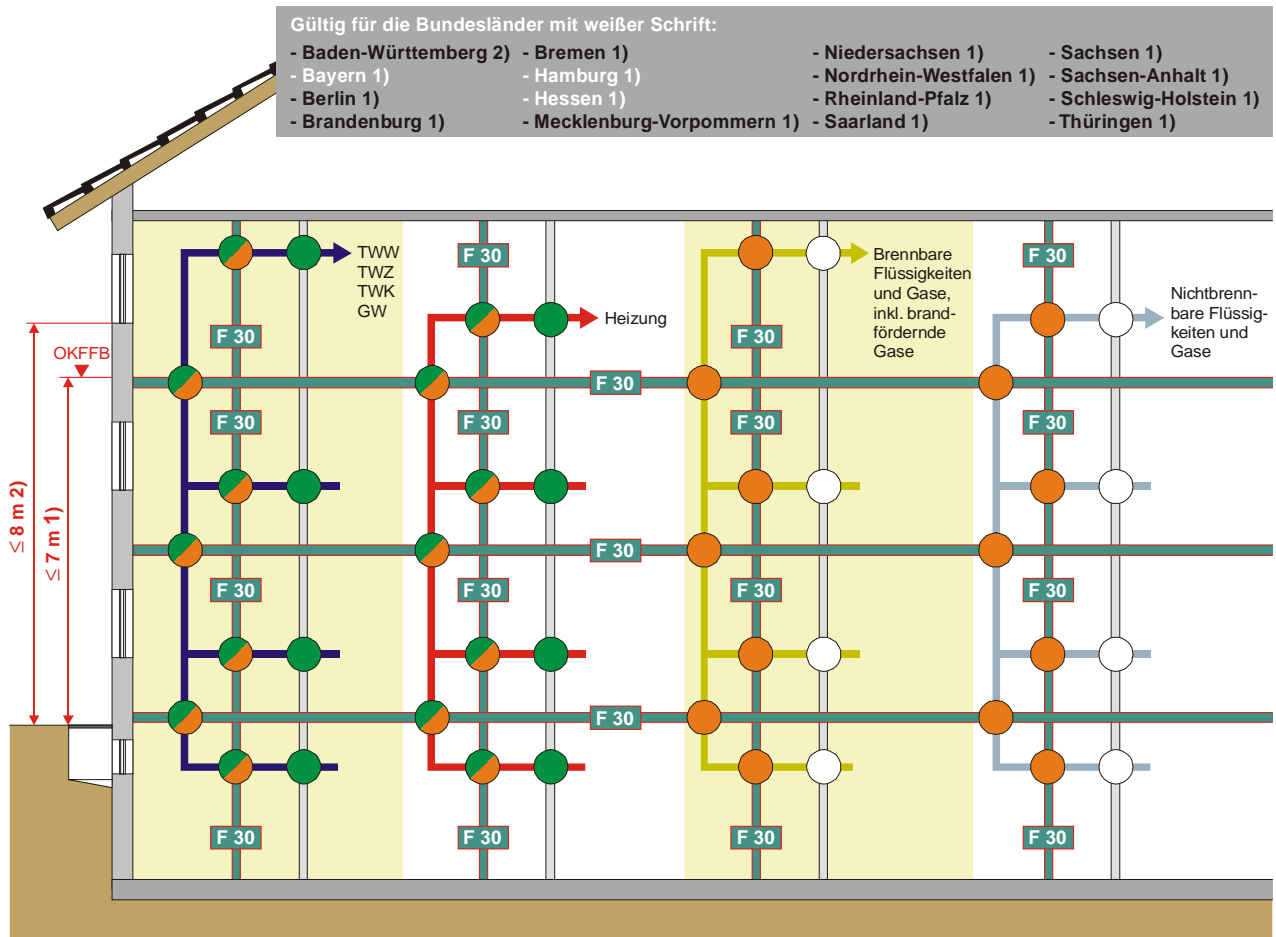 Gültig für die Bundesländer mit weißer Schrift:
- Baden-Württemberg 2)
- Bayern 1)
- Berlin 1)
- Brandenburg 1)
- Bremen 1)
- Hamburg 1)
- Hessen 1)
- Mecklenburg-Vorpommern 1)
- Niedersachsen 1)
- Nordrhein-Westfalen 1)
- Rheinland-Pfalz 1)
- Saarland 1)
- Sachsen 1)
- Sachsen-Anhalt 1)
- Schleswig-Holstein 1)
- Thüringen 1)
TWW
TWZ
TWK
GW
F 30
Brennbare
Flüssigkeiten
und Gase,
inkl. brand-
fördernde
Gase
F 30
Nichtbrenn-
bare Flüssig-
keiten und
Gase
Heizung
F 30
F 30
OKFFB
F 30
F 30
F 30
F 30
F 30
≤ 8 m 2)
≤ 7 m 1)
F 30
F 30
F 30
F 30
F 30
F 30
F 30
F 30
F 30
F 30